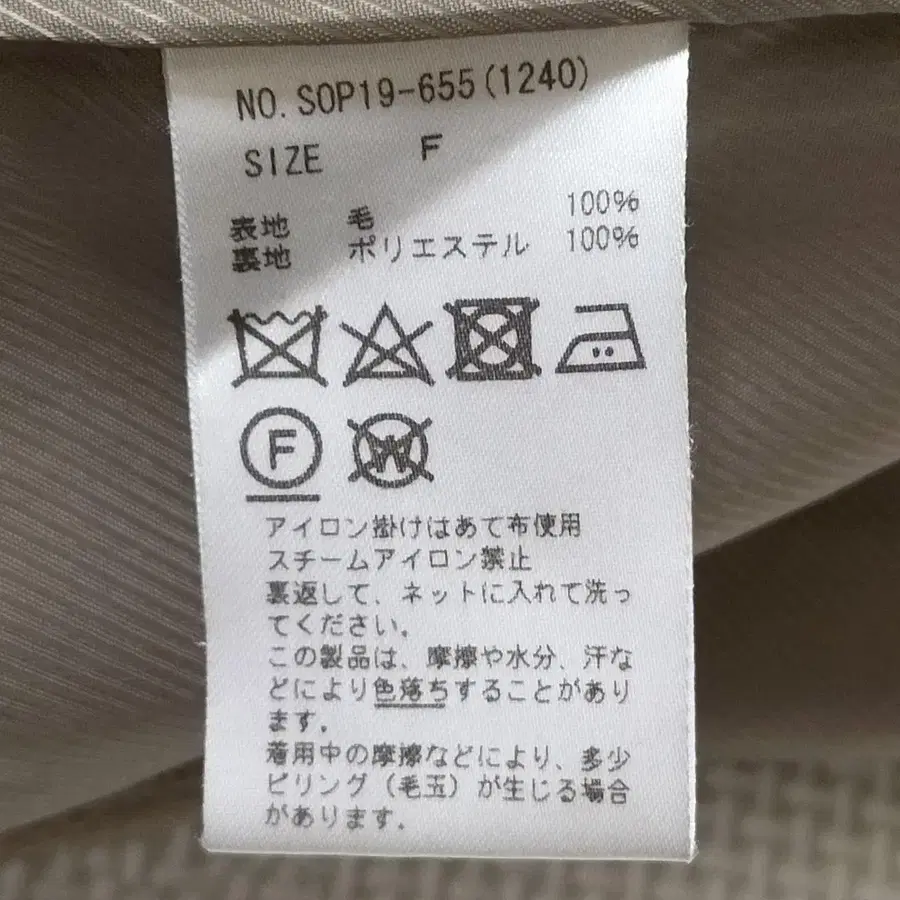 NO. SOP19-655(1240)
SIZE F
表地 毛 100%
裏地 ポリエステル 100%
F
W
アイロン掛けはあて布使用
スチームアイロン禁止
裏返して、ネットに入れて洗っ
てください。
この製品は、摩擦や水分、汗な
どにより色落ちすることがあり
ます。
着用中の摩擦などにより、多少
ピリング（毛玉）が生じる場合
があります。